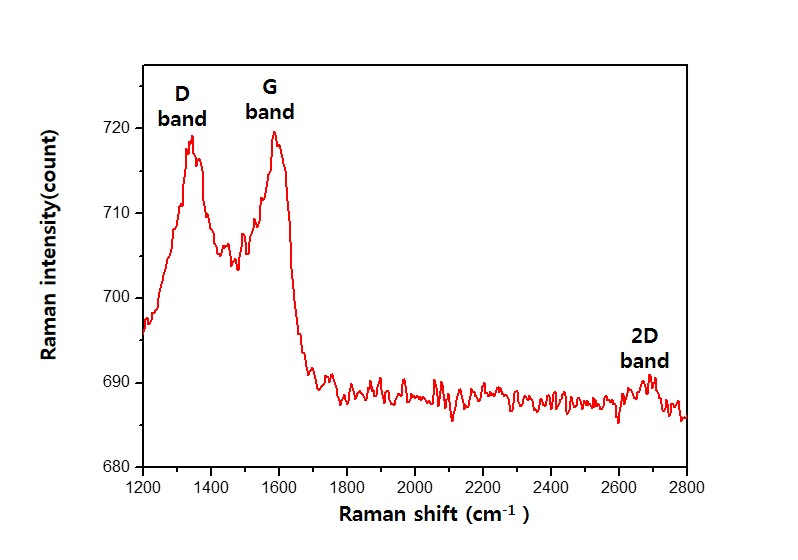 D
band
G
band
2D
band
Raman intensity(count)
720
710
700
690
680
1200 1400 1600 1800 2000 2200 2400 2600 2800
Raman shift (cm-1 )